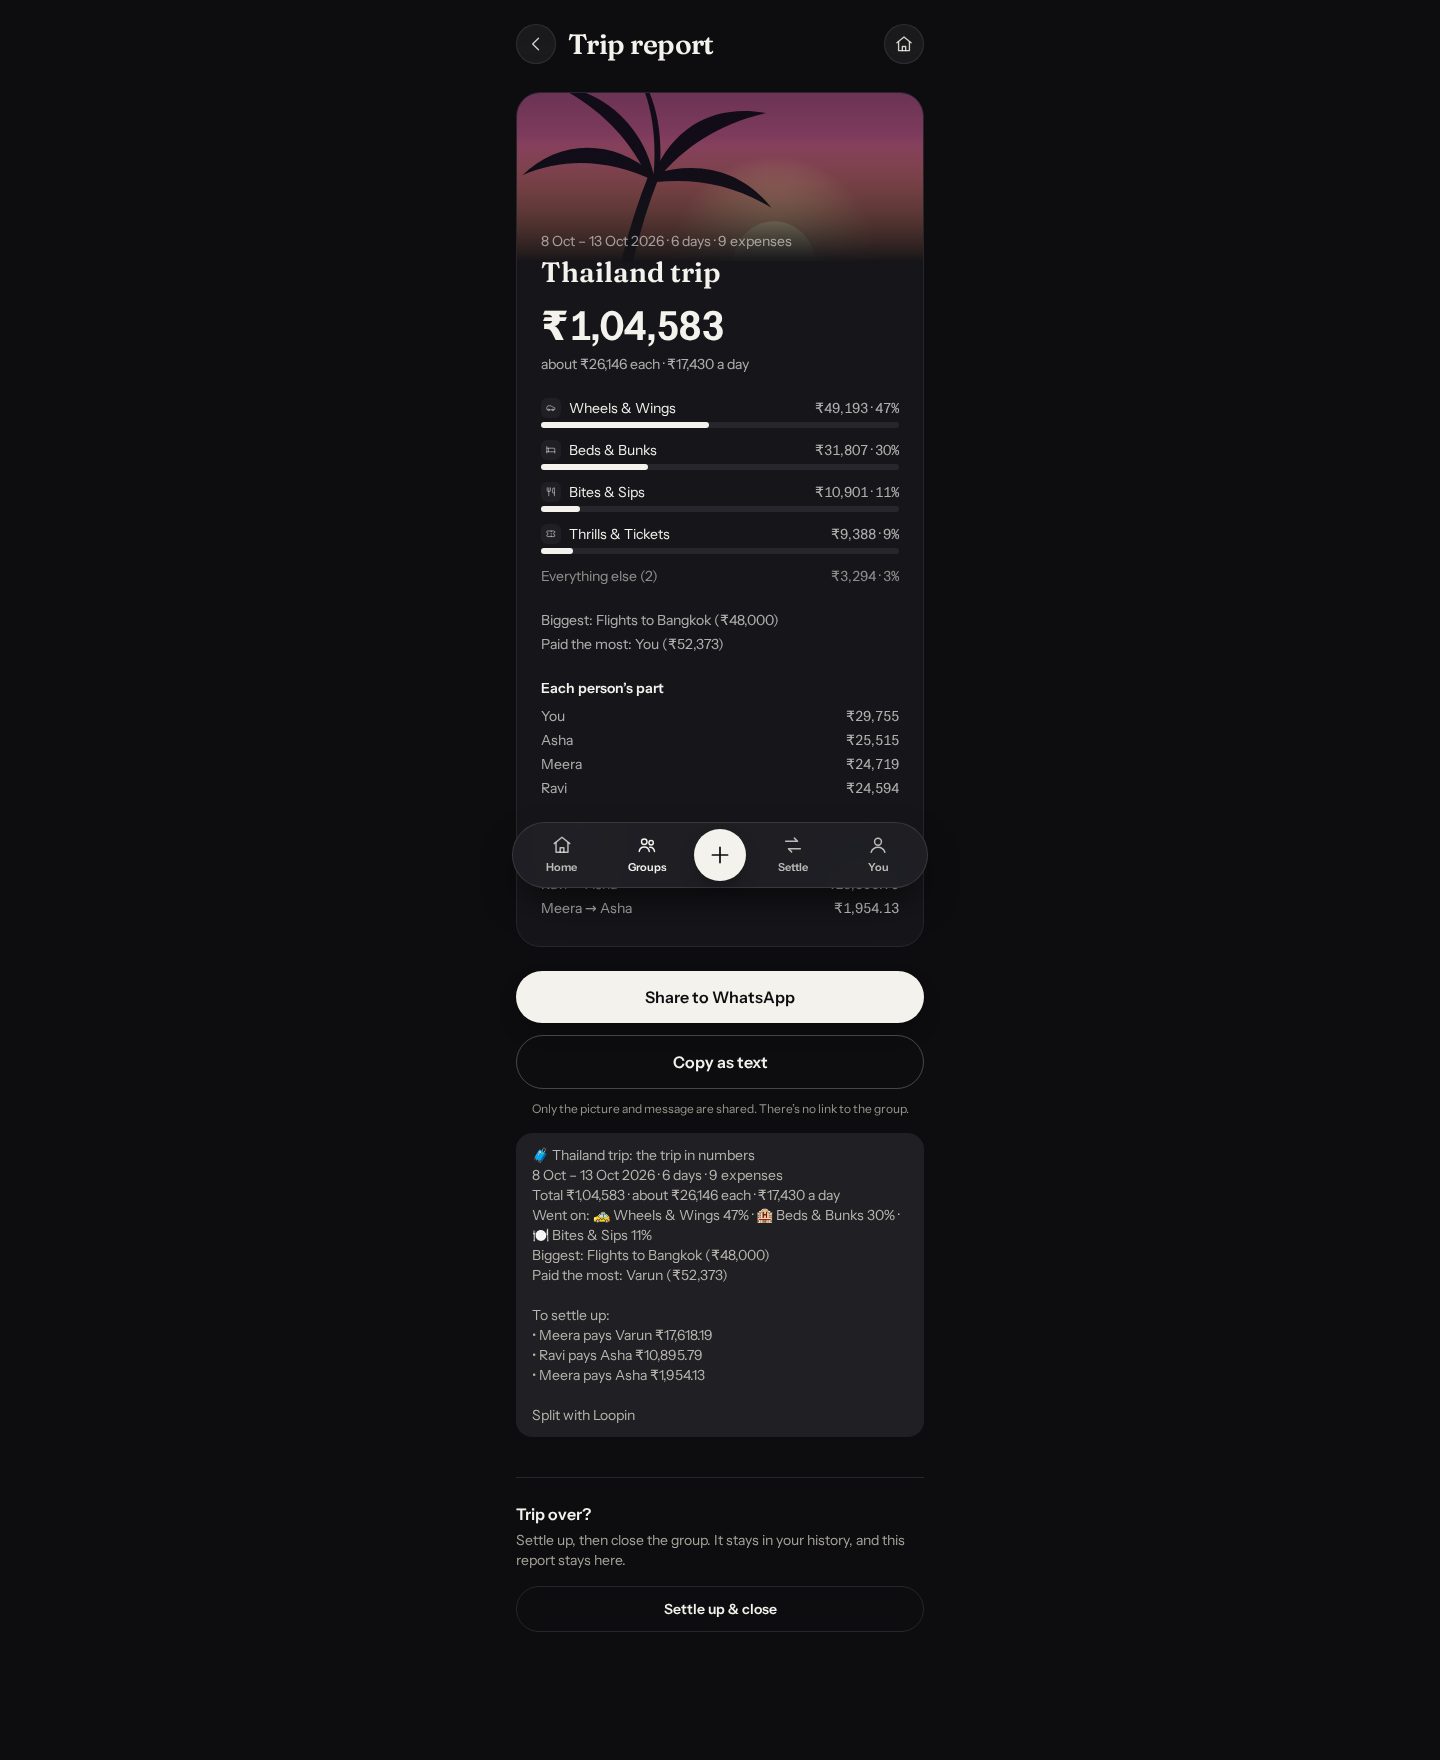 Trip report
8 Oct – 13 Oct 2026 · 6 days · 9 expenses
Thailand trip
₹1,04,583
about ₹26,146 each · ₹17,430 a day
Wheels & Wings ₹49,193 · 47%
Beds & Bunks ₹31,807 · 30%
Bites & Sips ₹10,901 · 11%
Thrills & Tickets ₹9,388 · 9%
Everything else (2) ₹3,294 · 3%
Biggest: Flights to Bangkok (₹48,000)
Paid the most: You (₹52,373)
Each person’s part
You ₹29,755
Asha ₹25,515
Meera ₹24,719
Ravi ₹24,594
Home Groups Settle You
Meera → Asha ₹1,954.13
Share to WhatsApp
Copy as text
Only the picture and message are shared. There’s no link to the group.
🧳 Thailand trip: the trip in numbers
8 Oct – 13 Oct 2026 · 6 days · 9 expenses
Total ₹1,04,583 · about ₹26,146 each · ₹17,430 a day
Went on: 🚕 Wheels & Wings 47% · 🏨 Beds & Bunks 30% ·
🍽️ Bites & Sips 11%
Biggest: Flights to Bangkok (₹48,000)
Paid the most: Varun (₹52,373)
To settle up:
• Meera pays Varun ₹17,618.19
• Ravi pays Asha ₹10,895.79
• Meera pays Asha ₹1,954.13
Split with Loopin
Trip over?
Settle up, then close the group. It stays in your history, and this
report stays here.
Settle up & close